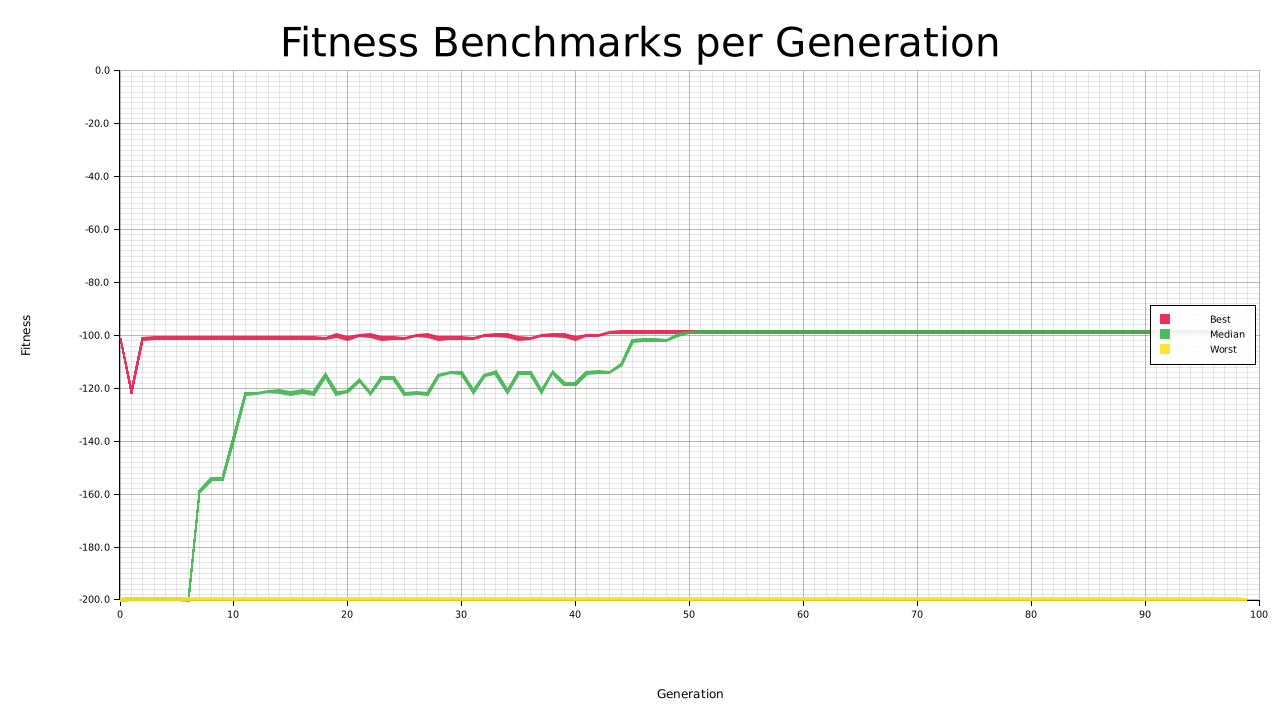 Fitness Benchmarks per Generation
0.0
-20.0
-40.0
-60.0
-80.0
-100.0
-120.0
-140.0
-160.0
-180.0
-200.0
Fitness
Best
Median
Worst
0 10 20 30 40 50 60 70 80 90 100
Generation